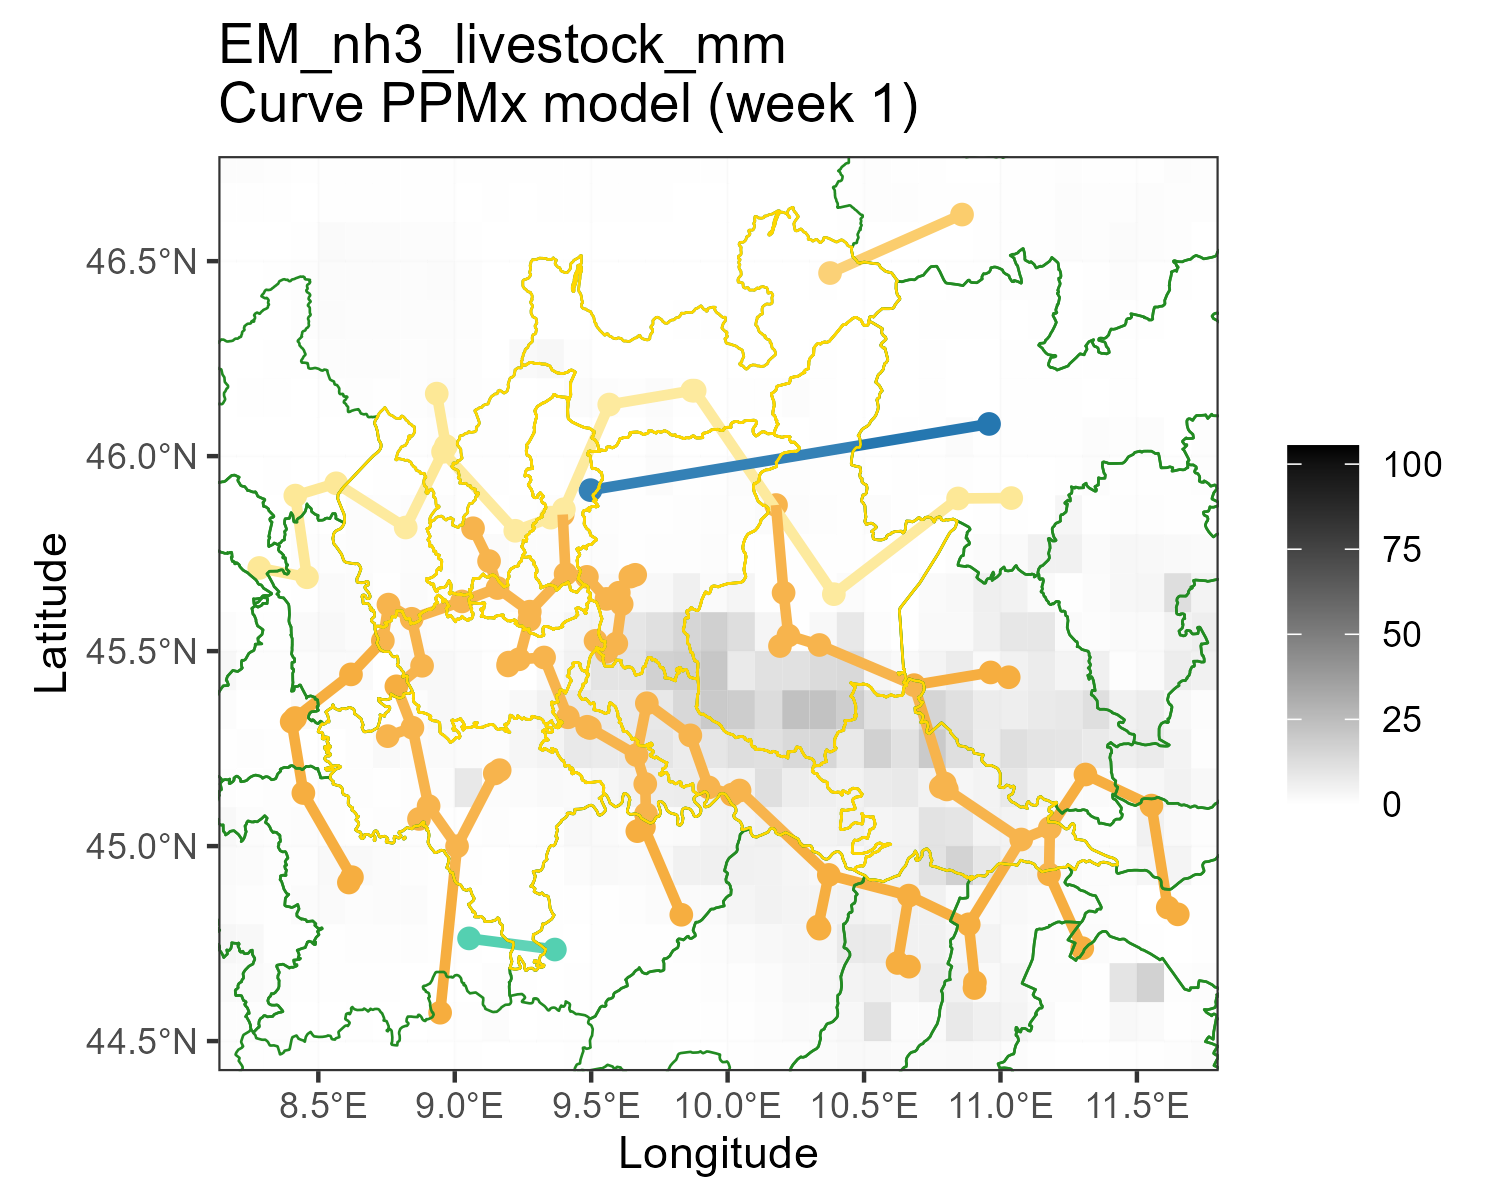 EM_nh3_livestock_mm
Curve PPMx model (week 1)
46.5°N
46.0°N
45.5°N
45.0°N
44.5°N
Latitude
8.5°E
9.0°E
9.5°E
10.0°E
10.5°E
11.0°E
11.5°E
Longitude
100
75
50
25
0